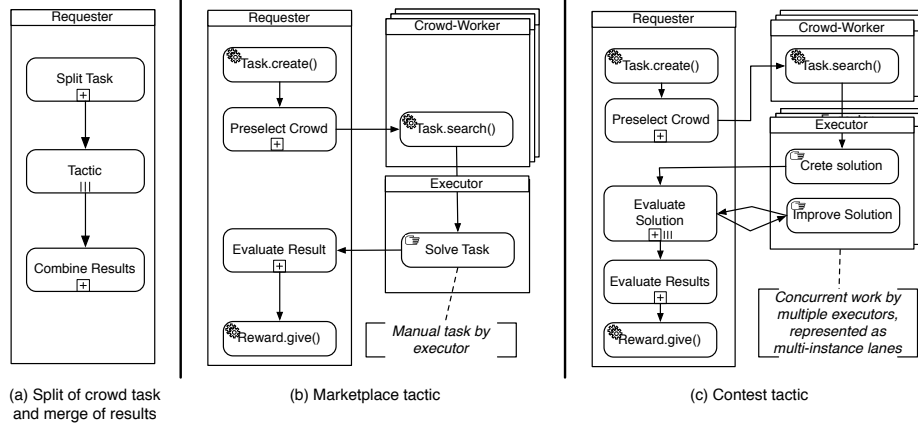 Requester
Split Task
Tactic
Combine Results
(a) Split of crowd task
and merge of results
Requester
Task.create()
Preselect Crowd
Evaluate Result
Reward.give()
Crowd-Worker
Task.search()
Executor
Solve Task
Manual task by
executor
(b) Marketplace tactic
Requester
Task.create()
Preselect Crowd
Evaluate
Solution
Evaluate Results
Reward.give()
Crowd-Worker
Task.search()
Executor
Crete solution
Improve Solution
Concurrent work by
multiple executors,
represented as
multi-instance lanes
(c) Contest tactic